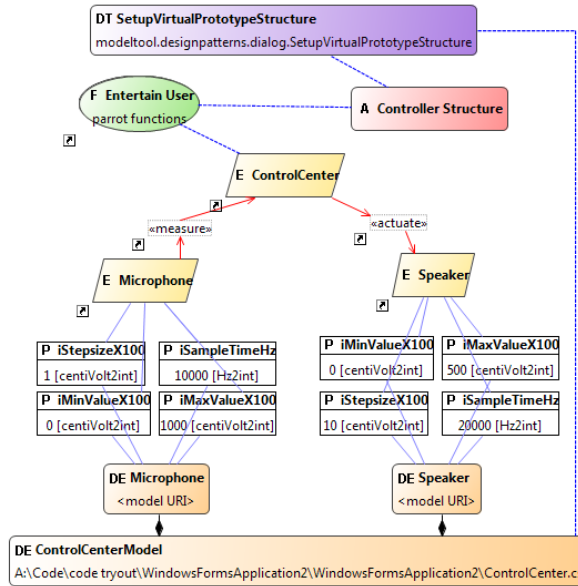 DT SetupVirtualPrototypeStructure
modeltool.designpatterns.dialog.SetupVirtualPrototypeStructure
F Entertain User
parrot functions
A Controller Structure
E ControlCenter
«measure»
«actuate»
E Microphone
E Speaker
P iStepsizeX100
1 [centiVolt2int]
P iSampleTimeHz
10000 [Hz2int]
P iMinValueX100
0 [centiVolt2int]
P iMaxValueX100
1000 [centiVolt2int]
P iMinValueX100
0 [centiVolt2int]
P iMaxValueX100
500 [centiVolt2int]
P iStepsizeX100
10 [centiVolt2int]
P iSampleTimeHz
20000 [Hz2int]
DE Microphone
<model URI>
DE Speaker
<model URI>
DE ControlCenterModel
A:\Code\code tryout\WindowsFormsApplication2\WindowsFormsApplication2\ControlCenter.c